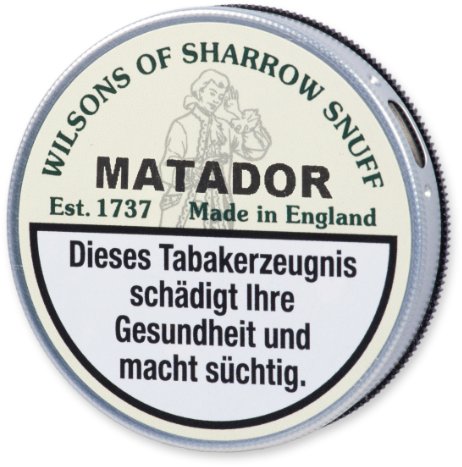 WILSONS OF SHARROW SNUFF
MATADOR
Est. 1737 Made in England
Dieses Tabakerzeugnis
schädigt Ihre
Gesundheit und
macht süchtig.